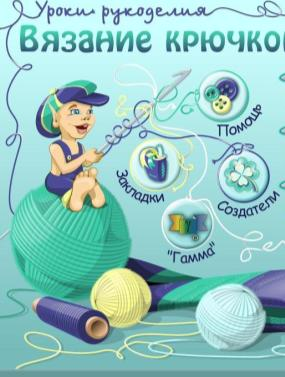 Уроки рукоделия
Вязание крючко
Помощь
Закладки
Создатели
"Гамма"